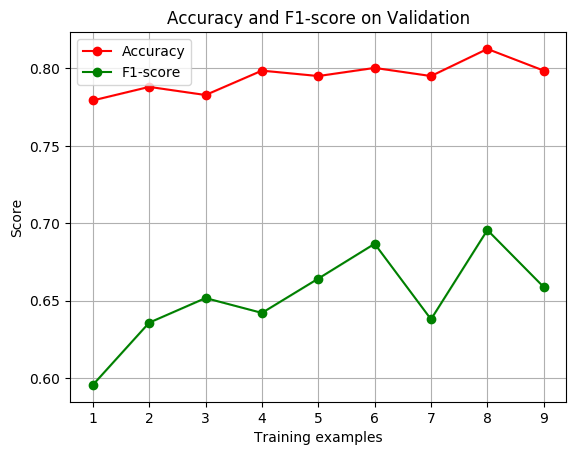 Accuracy and F1-score on Validation
Accuracy
F1-score
0.80
0.75
0.70
0.65
0.60
Score
1 2 3 4 5 6 7 8 9
Training examples